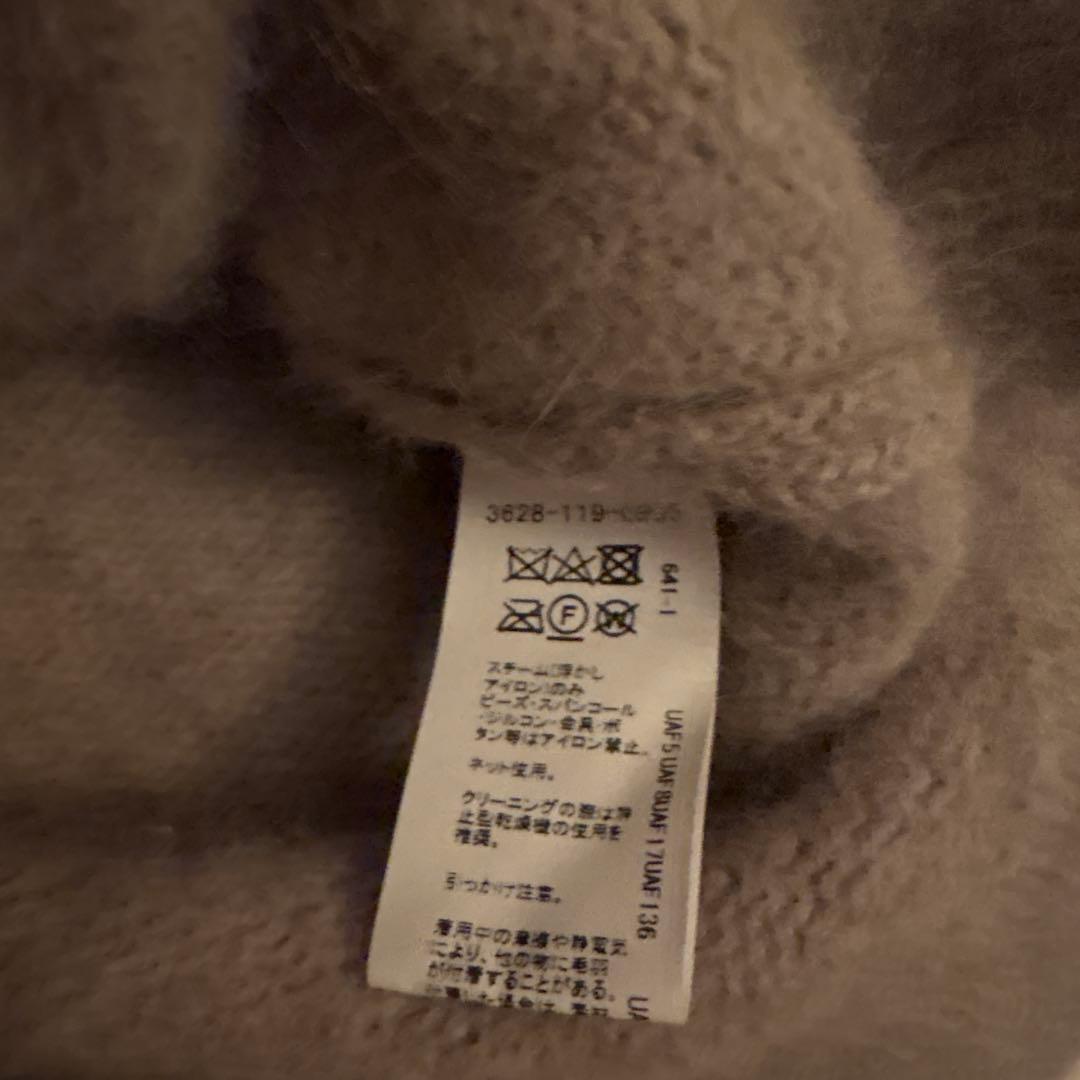 3628-119-0935
641-1
F
W
スチーム(浮かし
アイロン)のみ
ビーズ・スパンコール
・ジルコン・金具・ボ
タン等はアイロン禁止。
ネット使用。
クリーニングの際は静
止型乾燥機の使用を
推奨。
引っかけ注意。
着用中の摩擦や静電気
により、他の物に毛羽
が付着することがある。
UAF5UAF8UAF17UAF136
UA